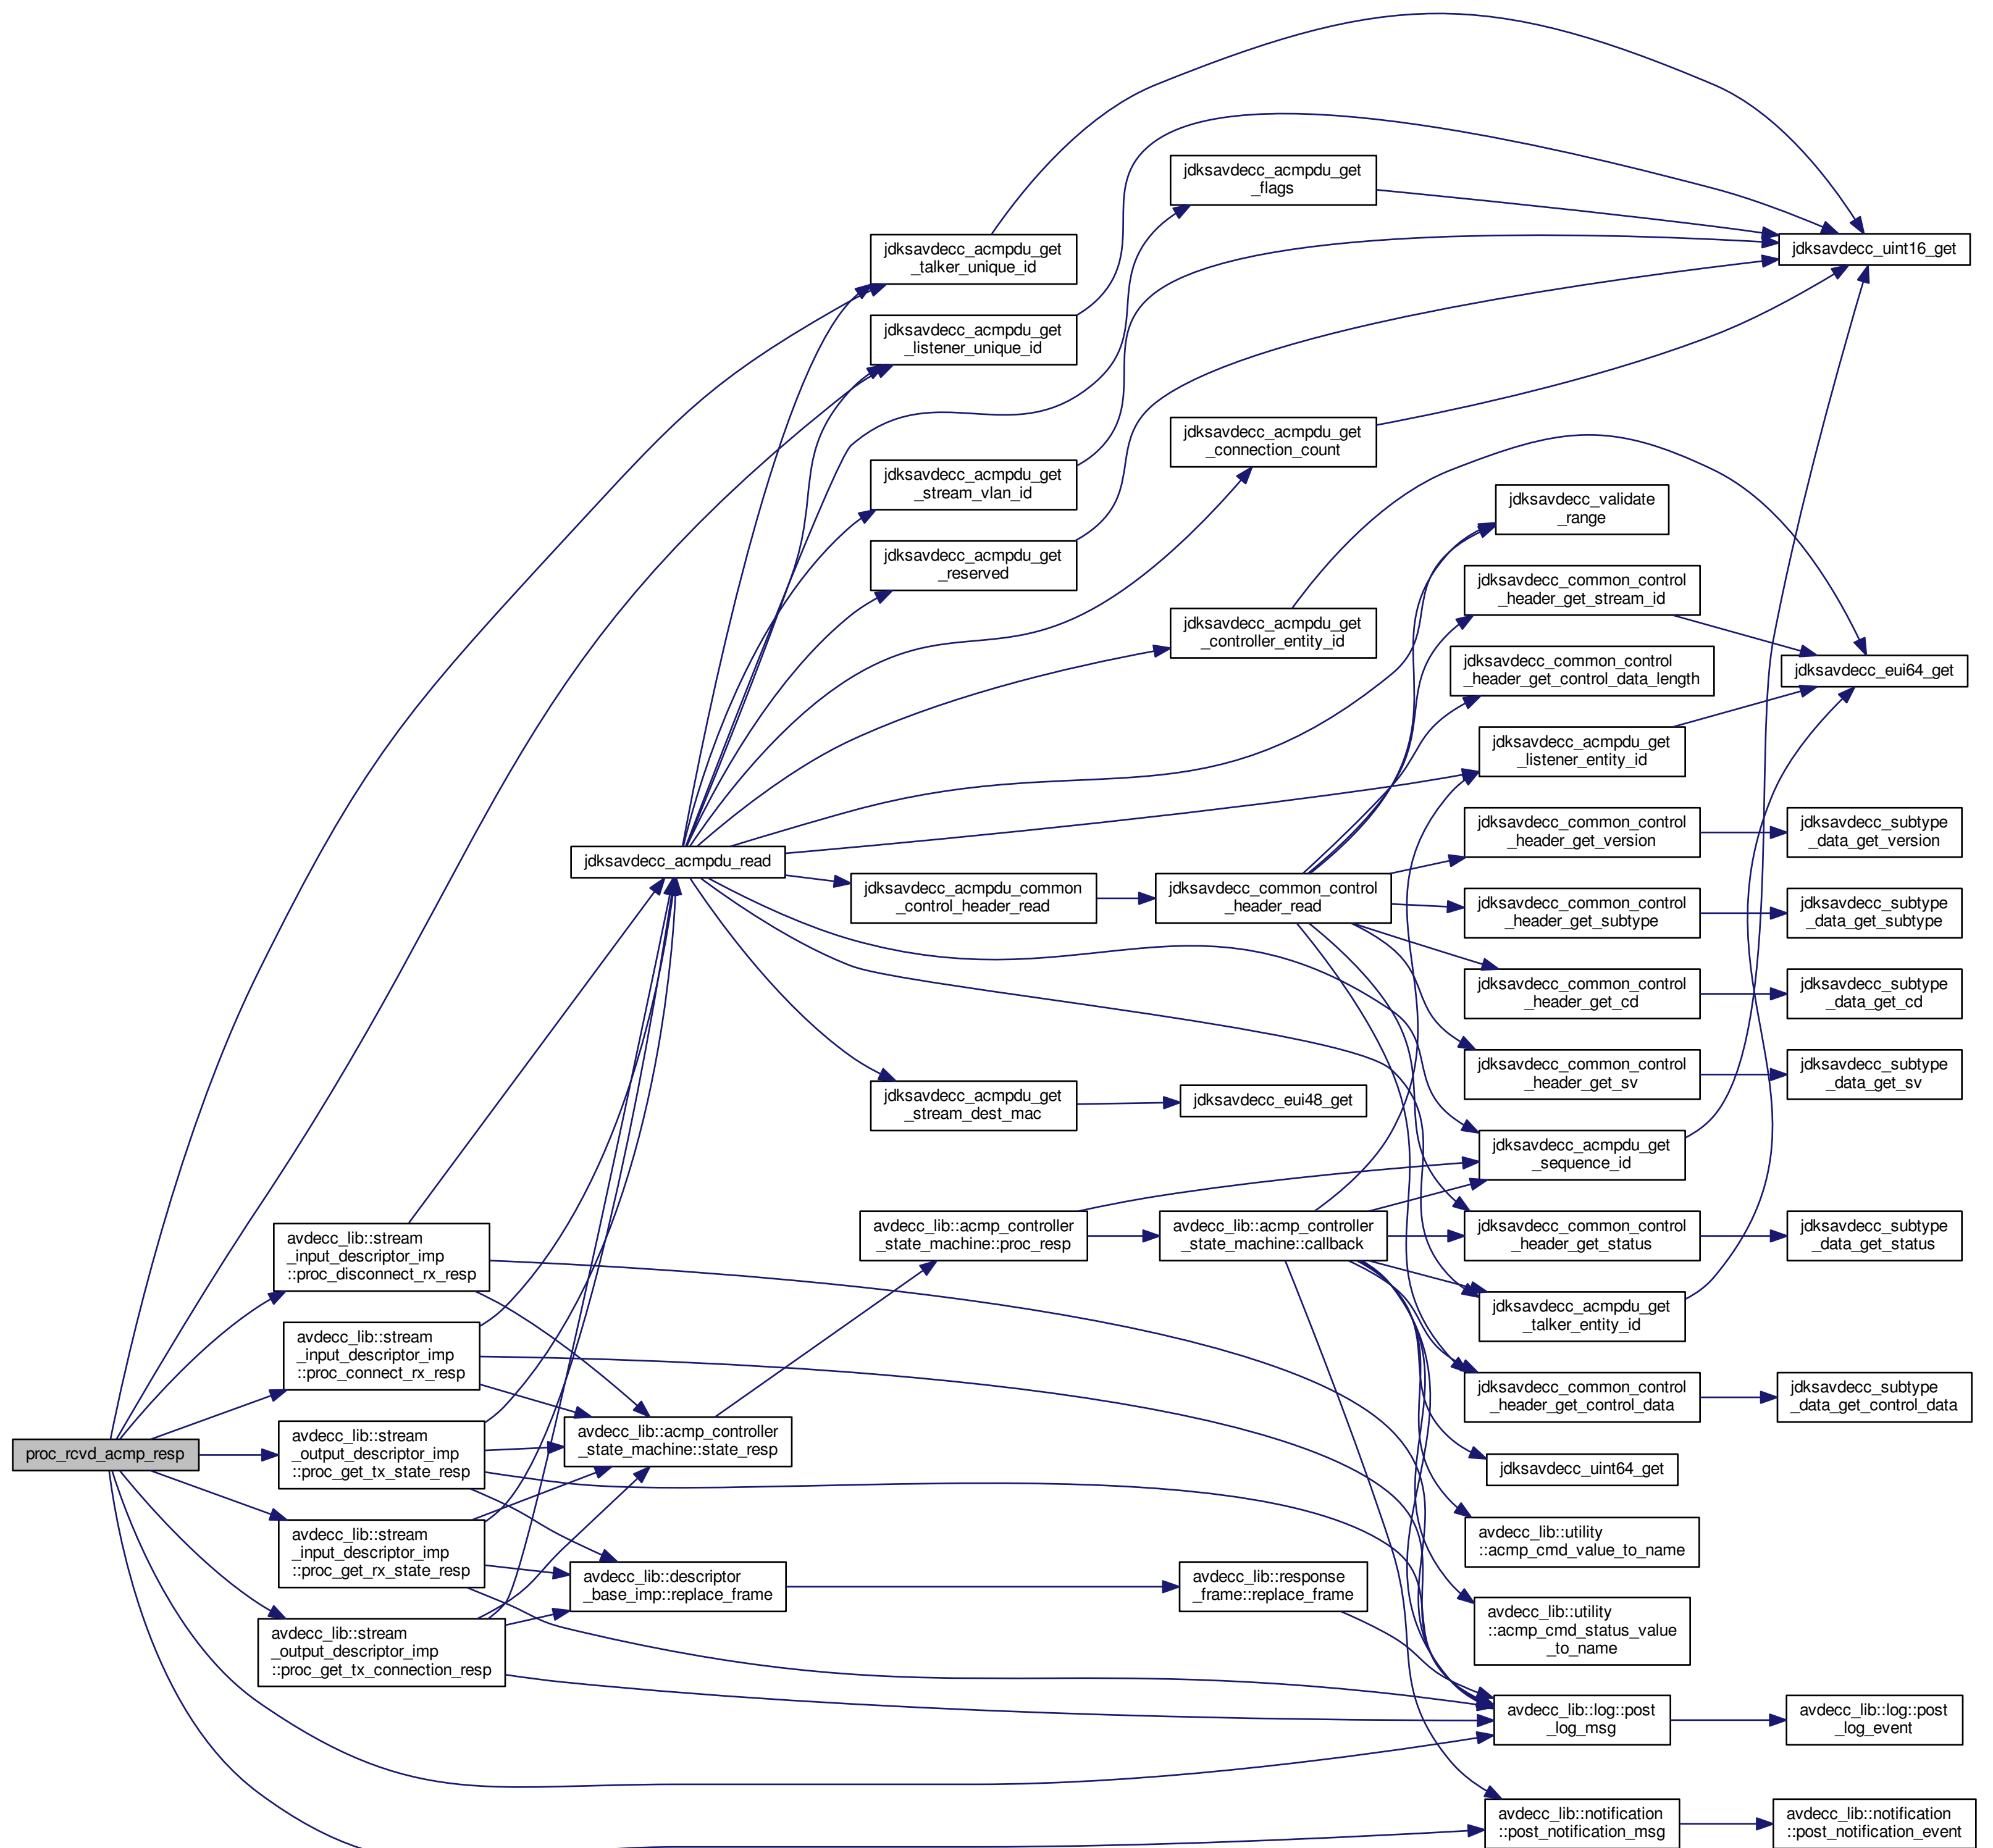 jdksavdecc_acmpdu_get
_flags
jdksavdecc_acmpdu_get
_talker_unique_id
jdksavdecc_uint16_get
jdksavdecc_acmpdu_get
_listener_unique_id
jdksavdecc_acmpdu_get
_connection_count
jdksavdecc_acmpdu_get
_stream_vlan_id
jdksavdecc_validate
_range
jdksavdecc_acmpdu_get
_reserved
jdksavdecc_common_control
_header_get_stream_id
jdksavdecc_acmpdu_get
_controller_entity_id
jdksavdecc_common_control
_header_get_control_data_length
jdksavdecc_eui64_get
jdksavdecc_acmpdu_get
_listener_entity_id
jdksavdecc_common_control
_header_get_version
jdksavdecc_subtype
_data_get_version
jdksavdecc_acmpdu_read
jdksavdecc_acmpdu_common
_control_header_read
jdksavdecc_common_control
_header_read
jdksavdecc_common_control
_header_get_subtype
jdksavdecc_subtype
_data_get_subtype
jdksavdecc_common_control
_header_get_cd
jdksavdecc_subtype
_data_get_cd
jdksavdecc_common_control
_header_get_sv
jdksavdecc_subtype
_data_get_sv
jdksavdecc_acmpdu_get
_stream_dest_mac
jdksavdecc_eui48_get
jdksavdecc_acmpdu_get
_sequence_id
avdecc_lib::stream
_input_descriptor_imp
::proc_disconnect_rx_resp
avdecc_lib::acmp_controller
_state_machine::proc_resp
avdecc_lib::acmp_controller
_state_machine::callback
jdksavdecc_common_control
_header_get_status
jdksavdecc_subtype
_data_get_status
jdksavdecc_acmpdu_get
_talker_entity_id
avdecc_lib::stream
_input_descriptor_imp
::proc_connect_rx_resp
jdksavdecc_common_control
_header_get_control_data
jdksavdecc_subtype
_data_get_control_data
proc_rcvd_acmp_resp
avdecc_lib::stream
_output_descriptor_imp
::proc_get_tx_state_resp
avdecc_lib::acmp_controller
_state_machine::state_resp
jdksavdecc_uint64_get
avdecc_lib::stream
_input_descriptor_imp
::proc_get_rx_state_resp
avdecc_lib::utility
::acmp_cmd_value_to_name
avdecc_lib::descriptor
_base_imp::replace_frame
avdecc_lib::response
_frame::replace_frame
avdecc_lib::utility
::acmp_cmd_status_value
_to_name
avdecc_lib::stream
_output_descriptor_imp
::proc_get_tx_connection_resp
avdecc_lib::log::post
_log_msg
avdecc_lib::log::post
_log_event
avdecc_lib::notification
::post_notification_msg
avdecc_lib::notification
::post_notification_event